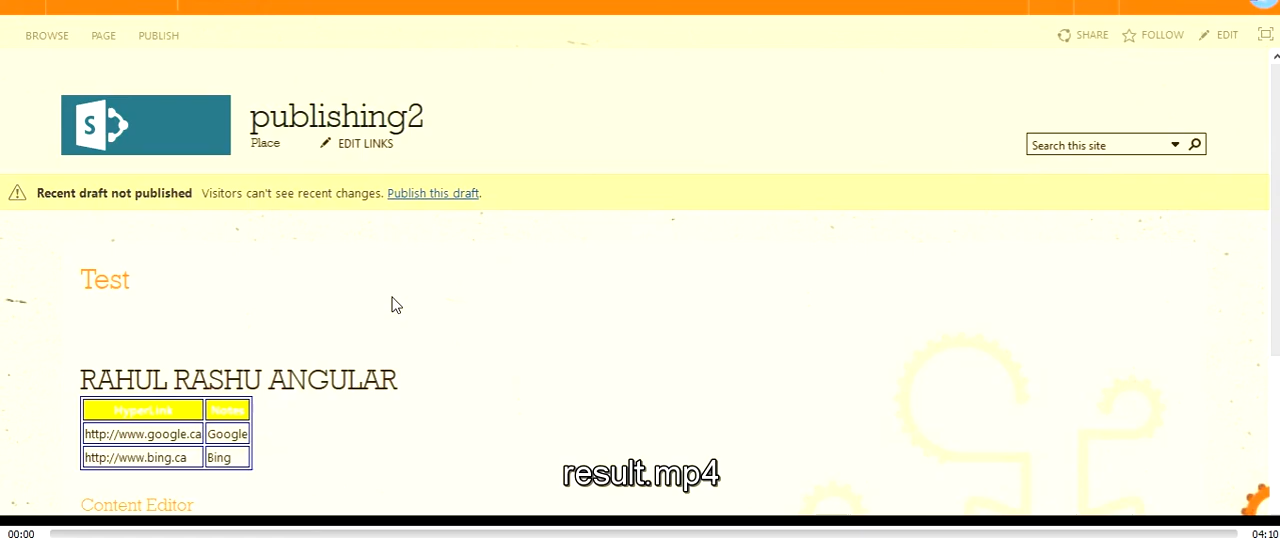 BROWSE PAGE PUBLISH SHARE FOLLOW EDIT
S
publishing2
Place EDIT LINKS
Search this site
Recent draft not published Visitors can't see recent changes. Publish this draft.
Test
RAHUL RASHU ANGULAR
HyperLink Notes
http://www.google.ca Google
http://www.bing.ca Bing
result.mp4
Content Editor
00:00 04:10